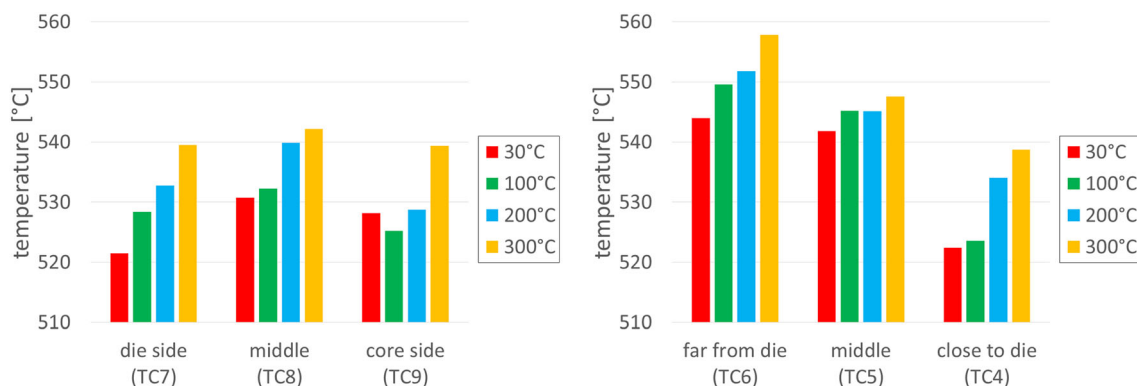 temperature [°C]
560
550
540
530
520
510
die side
(TC7)
middle
(TC8)
core side
(TC9)
30°C
100°C
200°C
300°C
temperature [°C]
560
550
540
530
520
510
far from die
(TC6)
middle
(TC5)
close to die
(TC4)
30°C
100°C
200°C
300°C